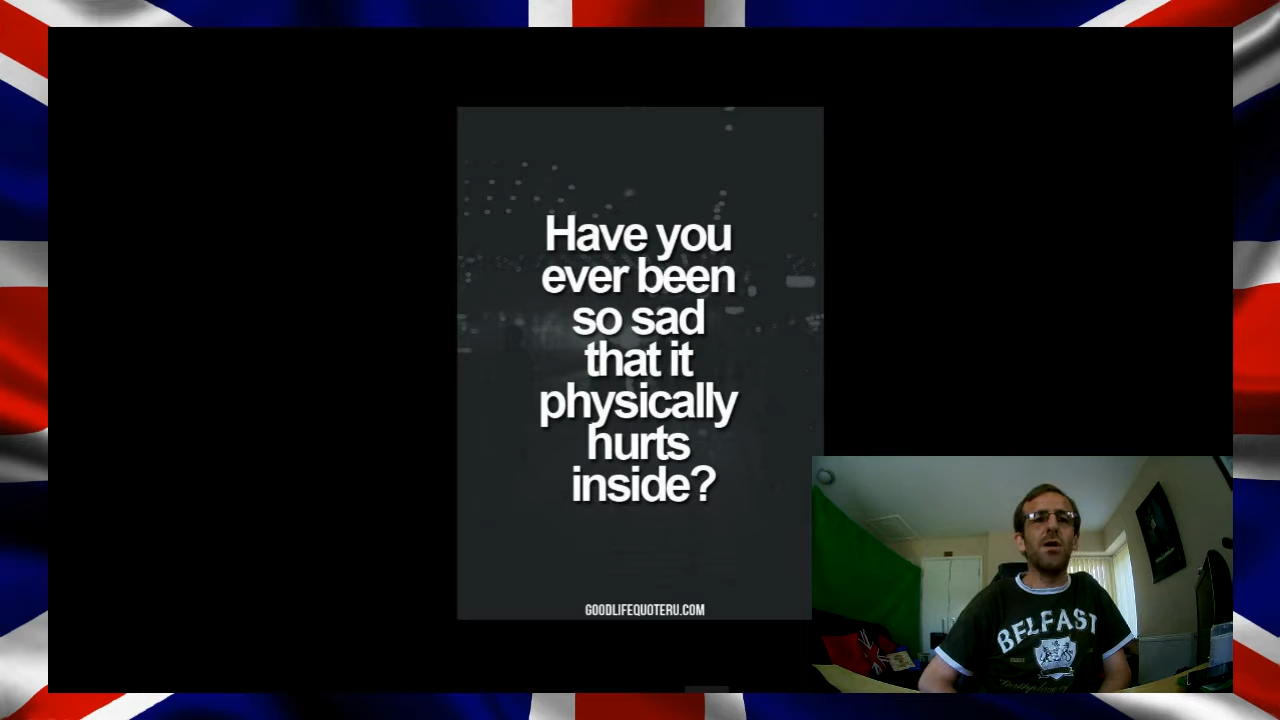 Have you
ever been
so sad
that it
physically
hurts
inside?
GOODLIFEQUOTERU.COM
BELFAST